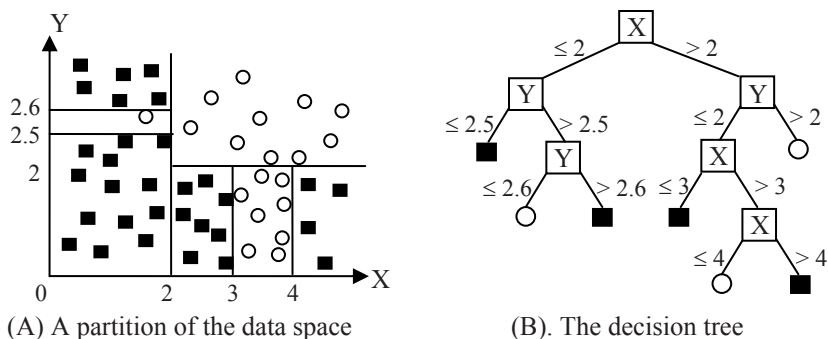 Y
2.6
2.5
2
0 2 3 4 X
(A) A partition of the data space
X
≤ 2 > 2
Y Y
≤ 2.5 > 2.5 ≤ 2 > 2
Y X
≤ 2.6 > 2.6 ≤ 3 > 3
X
≤ 4 > 4
(B). The decision tree